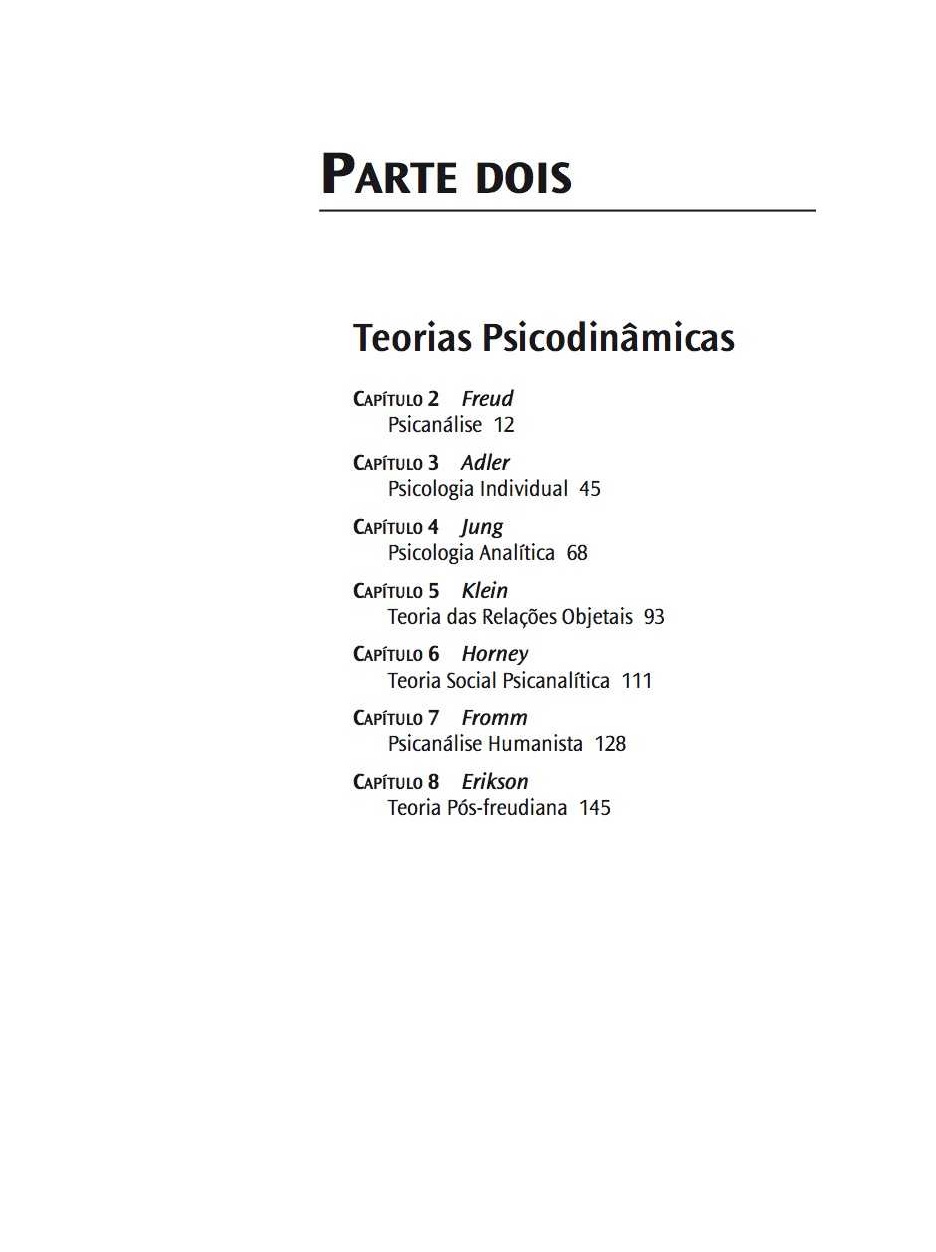 PARTE DOIS
Teorias Psicodinâmicas
CAPÍTULO 2 Freud
Psicanálise 12
CAPÍTULO 3 Adler
Psicologia Individual 45
CAPÍTULO 4 Jung
Psicologia Analítica 68
CAPÍTULO 5 Klein
Teoria das Relações Objetais 93
CAPÍTULO 6 Horney
Teoria Social Psicanalítica 111
CAPÍTULO 7 Fromm
Psicanálise Humanista 128
CAPÍTULO 8 Erikson
Teoria Pós-freudiana 145